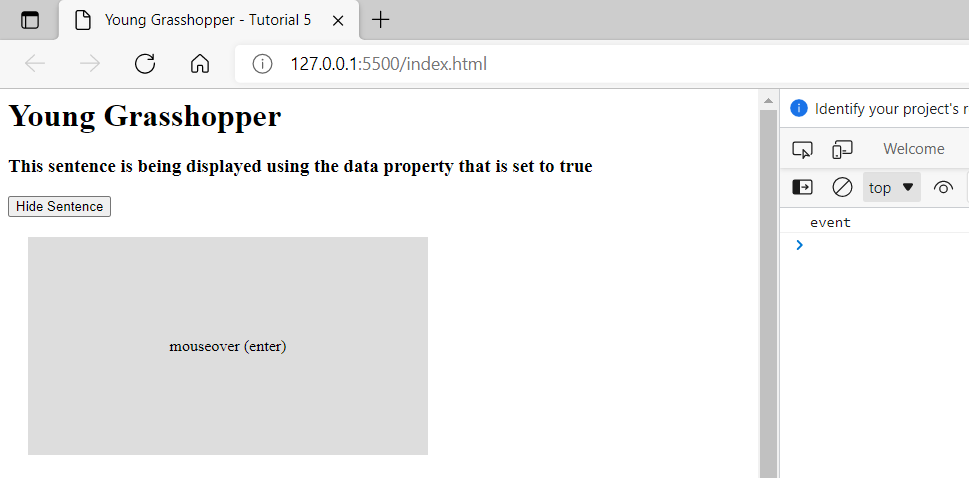 Young Grasshopper - Tutorial 5
127.0.0.1:5500/index.html
Young Grasshopper
This sentence is being displayed using the data property that is set to true
Hide Sentence
mouseover (enter)
Identify your project's r
Welcome
top
event